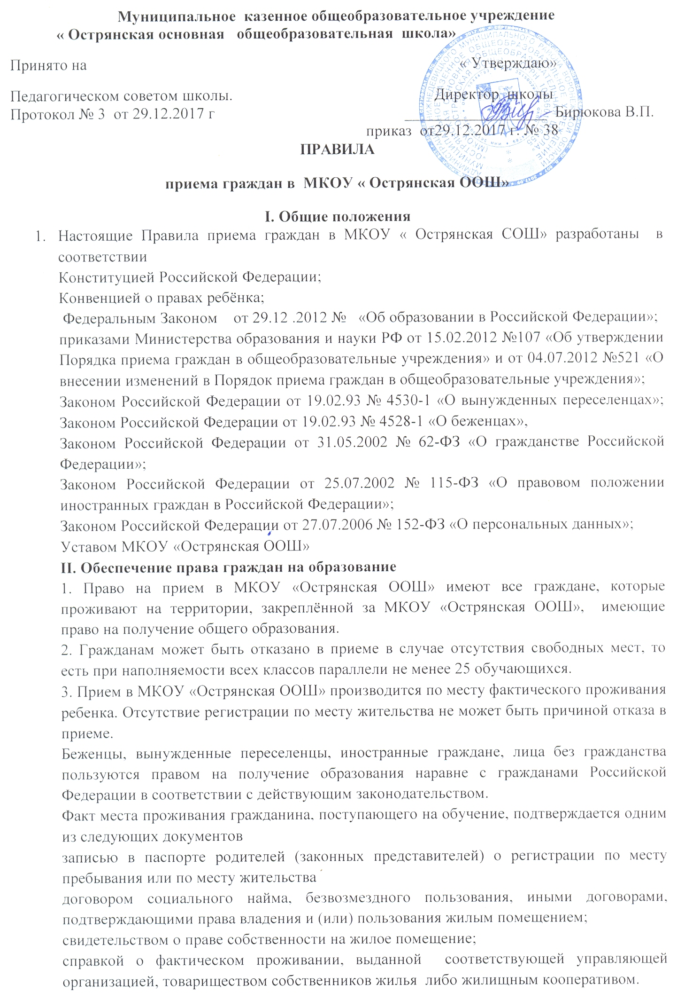 Муниципальное казенное общеобразовательное учреждение
« Острянская основная общеобразовательная школа»
Принято на « Утверждаю»
Педагогическом советом школы. Директор школы
Протокол № 3 от 29.12.2017 г Бирюкова В.П.
приказ от29.12.2017 г. № 38
ПРАВИЛА
приема граждан в МКОУ « Острянская ООШ»
I. Общие положения
1. Настоящие Правила приема граждан в МКОУ « Острянская СОШ» разработаны в
соответствии
Конституцией Российской Федерации;
Конвенцией о правах ребёнка;
Федеральным Законом от 29.12 .2012 № «Об образовании в Российской Федерации»;
приказами Министерства образования и науки РФ от 15.02.2012 №107 «Об утверждении
Порядка приема граждан в общеобразовательные учреждения» и от 04.07.2012 №521 «О
внесении изменений в Порядок приема граждан в общеобразовательные учреждения»;
Законом Российской Федерации от 19.02.93 № 4530-1 «О вынужденных переселенцах»;
Законом Российской Федерации от 19.02.93 № 4528-1 «О беженцах»,
Законом Российской Федерации от 31.05.2002 № 62-ФЗ «О гражданстве Российской
Федерации»;
Законом Российской Федерации от 25.07.2002 № 115-ФЗ «О правовом положении
иностранных граждан в Российской Федерации»;
Законом Российской Федерации от 27.07.2006 № 152-ФЗ «О персональных данных»;
Уставом МКОУ «Острянская ООШ»
II. Обеспечение права граждан на образование
1. Право на прием в МКОУ «Острянская ООШ» имеют все граждане, которые
проживают на территории, закреплённой за МКОУ «Острянская ООШ», имеющие
право на получение общего образования.
2. Гражданам может быть отказано в приеме в случае отсутствия свободных мест, то
есть при наполняемости всех классов параллели не менее 25 обучающихся.
3. Прием в МКОУ «Острянская ООШ» производится по месту фактического проживания
ребенка. Отсутствие регистрации по месту жительства не может быть причиной отказа в
приеме.
Беженцы, вынужденные переселенцы, иностранные граждане, лица без гражданства
пользуются правом на получение образования наравне с гражданами Российской
Федерации в соответствии с действующим законодательством.
Факт места проживания гражданина, поступающего на обучение, подтверждается одним
из следующих документов
записью в паспорте родителей (законных представителей) о регистрации по месту
пребывания или по месту жительства
договором социального найма, безвозмездного пользования, иными договорами,
подтверждающими права владения и (или) пользования жилым помещением;
свидетельством о праве собственности на жилое помещение;
справкой о фактическом проживании, выданной соответствующей управляющей
организацией, товариществом собственников жилья либо жилищным кооперативом.